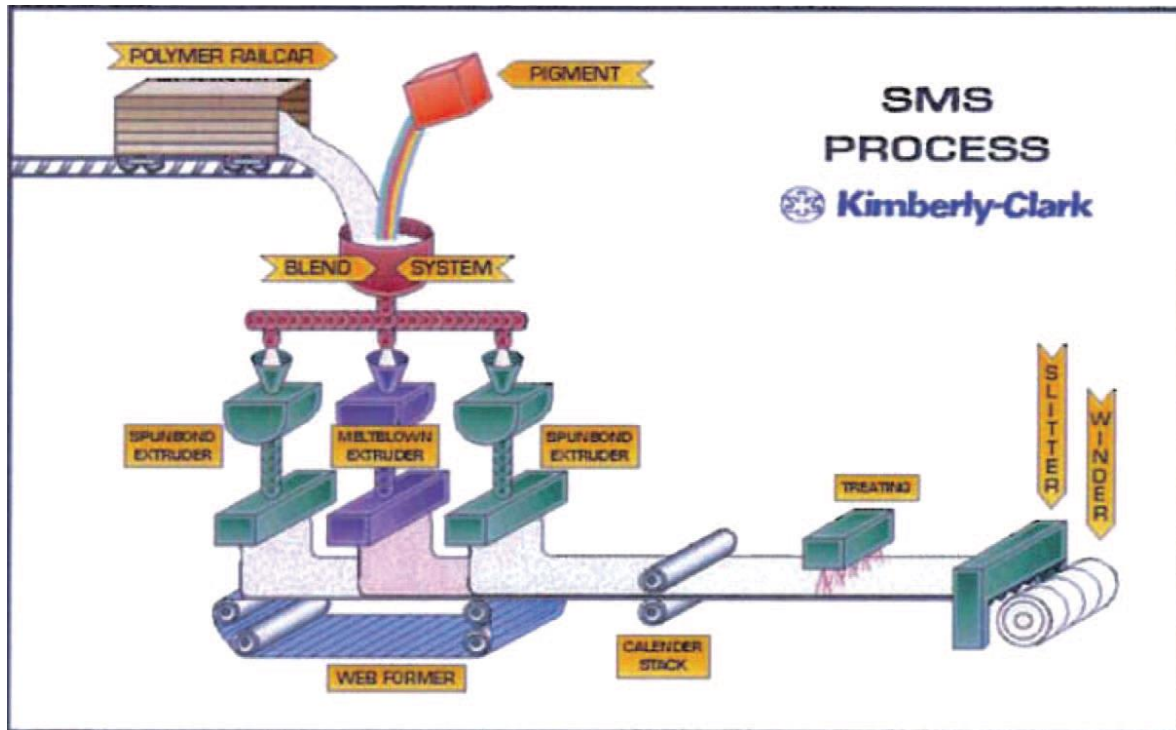 POLYMER RAILCAR
PIGMENT
SMS
PROCESS
Kimberly-Clark
BLEND SYSTEM
SPUNBOND
EXTRUDER
MELTBLOWN
EXTRUDER
SPUNBOND
EXTRUDER
TREATING
SLITTER
WINDER
CALENDER
STACK
WEB FORMER